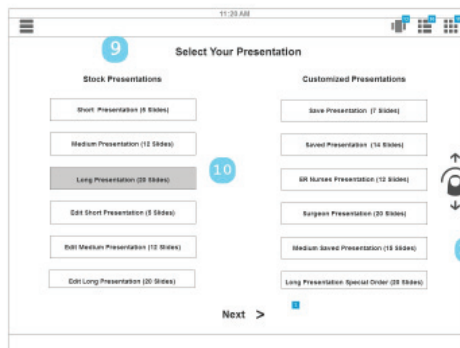 11:20 AM
9
Select Your Presentation
Stock Presentations
Customized Presentations
Short Presentation (5 Slides)
Save Presentation (7 Slides)
Medium Presentation (12 Slides)
Saved Presentation (14 Slides)
Long Presentation (20 Slides)
10
ER Nurses Presentation (12 Slides)
Edit Short Presentation (5 Slides)
Surgeon Presentation (20 Slides)
Edit Medium Presentation (12 Slides)
Medium Saved Presentation (15 Slides)
Edit Long Presentation (20 Slides)
Long Presentation Special Order (20 Slides)
Next >